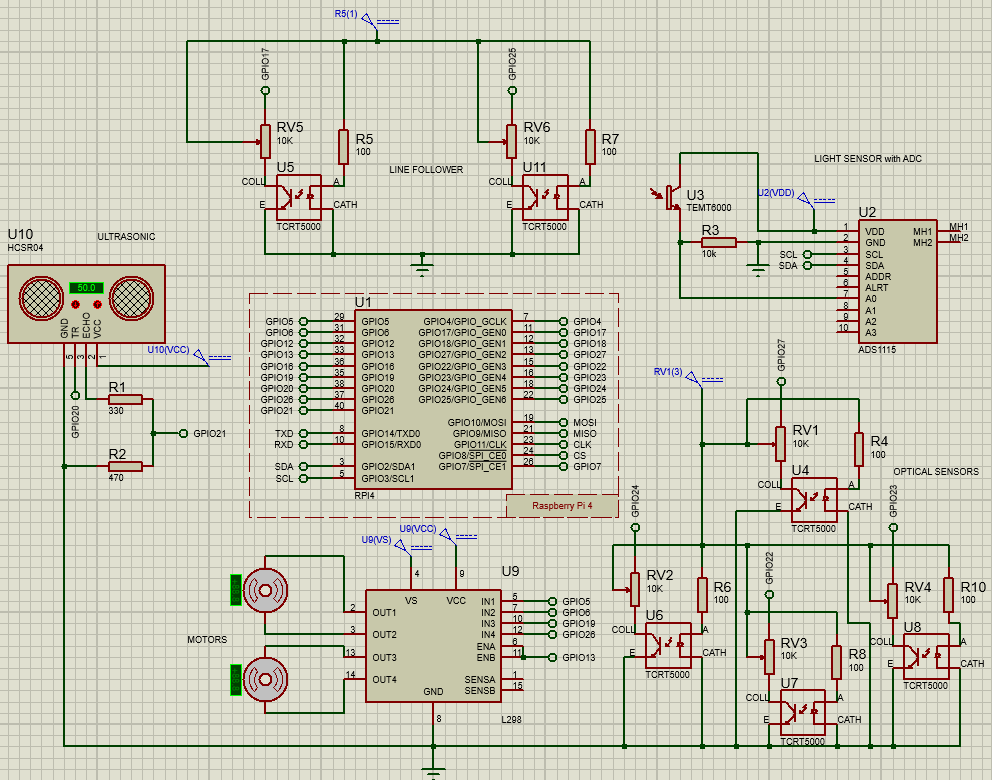 R5(1)
GPIO17
GPIO25
RV5
10K
R5
100
RV6
10K
R7
100
U5
COLL
A
E
CATH
TCRT5000
LINE FOLLOWER
U11
COLL
A
E
CATH
TCRT5000
LIGHT SENSOR with ADC
U3
TEMT6000
U2(VDD)
R3
10k
U2
1 VDD
2 GND
3 SCL
4 SDA
5 ADDR
6 ALRT
7 A0
8 A1
9 A2
10 A3
MH1 MH1
MH2 MH2
SCL
SDA
ADS1115
U10
HCSR04
ULTRASONIC
50.0
GND
TR
ECHO
VCC
5
3
2
1
U10(VCC)
GPIO20
R1
330
GPIO21
R2
470
U1
GPIO5 29 GPIO5 GPIO4/GPIO_GCLK 7 GPIO4
GPIO6 31 GPIO6 GPIO17/GPIO_GEN0 11 GPIO17
GPIO12 32 GPIO12 GPIO18/GPIO_GEN1 12 GPIO18
GPIO13 33 GPIO13 GPIO27/GPIO_GEN2 13 GPIO27
GPIO16 36 GPIO16 GPIO22/GPIO_GEN3 15 GPIO22
GPIO19 35 GPIO19 GPIO23/GPIO_GEN4 16 GPIO23
GPIO20 38 GPIO20 GPIO24/GPIO_GEN5 18 GPIO24
GPIO26 37 GPIO26 GPIO25/GPIO_GEN6 22 GPIO25
GPIO21 40 GPIO21
GPIO10/MOSI 19 MOSI
TXD 8 GPIO14/TXD0 GPIO9/MISO 21 MISO
RXD 10 GPIO15/RXD0 GPIO11/CLK 23 CLK
GPIO8/SPI_CE0 24 CS
SDA 3 GPIO2/SDA1 GPIO7/SPI_CE1 26 GPIO7
SCL 5 GPIO3/SCL1
RPI4
Raspberry Pi 4
U9(VS)
U9(VCC)
U9
4
9
VS
VCC
2 OUT1
3 OUT2
13 OUT3
14 OUT4
IN1 5 GPIO5
IN2 7 GPIO6
IN3 10 GPIO19
IN4 12 GPIO26
ENA 6
ENB 11 GPIO13
SENSA 1
SENSB 15
GND
8
L298
MOTORS
RV1(3)
GPIO27
RV1
10K
R4
100
U4
COLL
A
E
CATH
TCRT5000
OPTICAL SENSORS
GPIO24
RV2
10K
R6
100
U6
COLL
A
E
CATH
TCRT5000
GPIO22
RV3
10K
R8
100
U7
COLL
A
E
CATH
TCRT5000
GPIO23
RV4
10K
R10
100
U8
COLL
A
E
CATH
TCRT5000